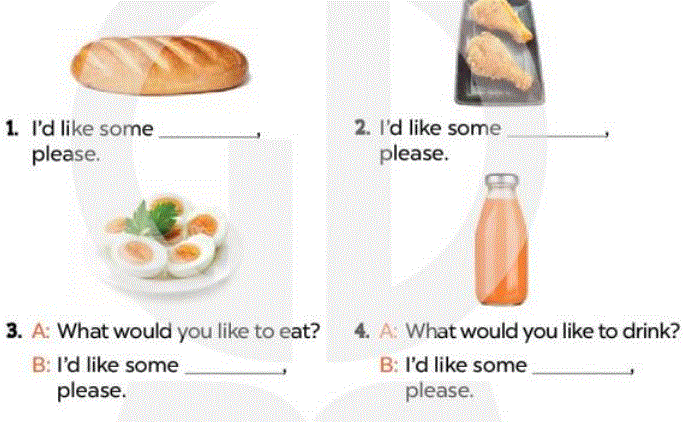 1. I'd like some _________,
please.
2. I'd like some _________,
please.
3. A: What would you like to eat?
B: I'd like some _________,
please.
4. A: What would you like to drink?
B: I'd like some _________,
please.